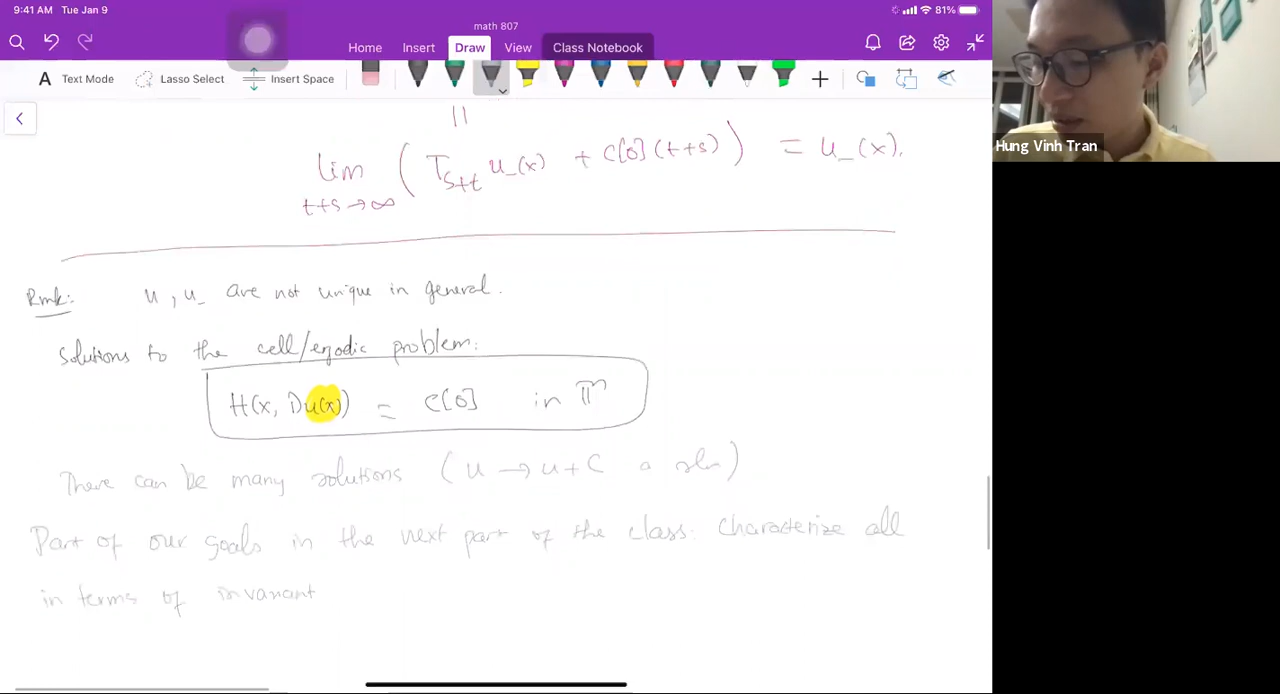 9:41 AM Tue Jan 9
81%
math 807
Home Insert Draw View Class Notebook
A Text Mode Lasso Select Insert Space
Hung Vinh Tran
||
lim ( T_{s+t} u_-(x) + c[0](t+s) ) = u_-(x).
t+s → ∞
Rmk: u, u_- are not unique in general.
Solutions to the cell/ergodic problem:
H(x, Du(x)) = c[0] in 𝕋ⁿ
There can be many solutions (u → u+C a soln)
Part of our goals in the next part of the class: characterize all
in terms of invariant